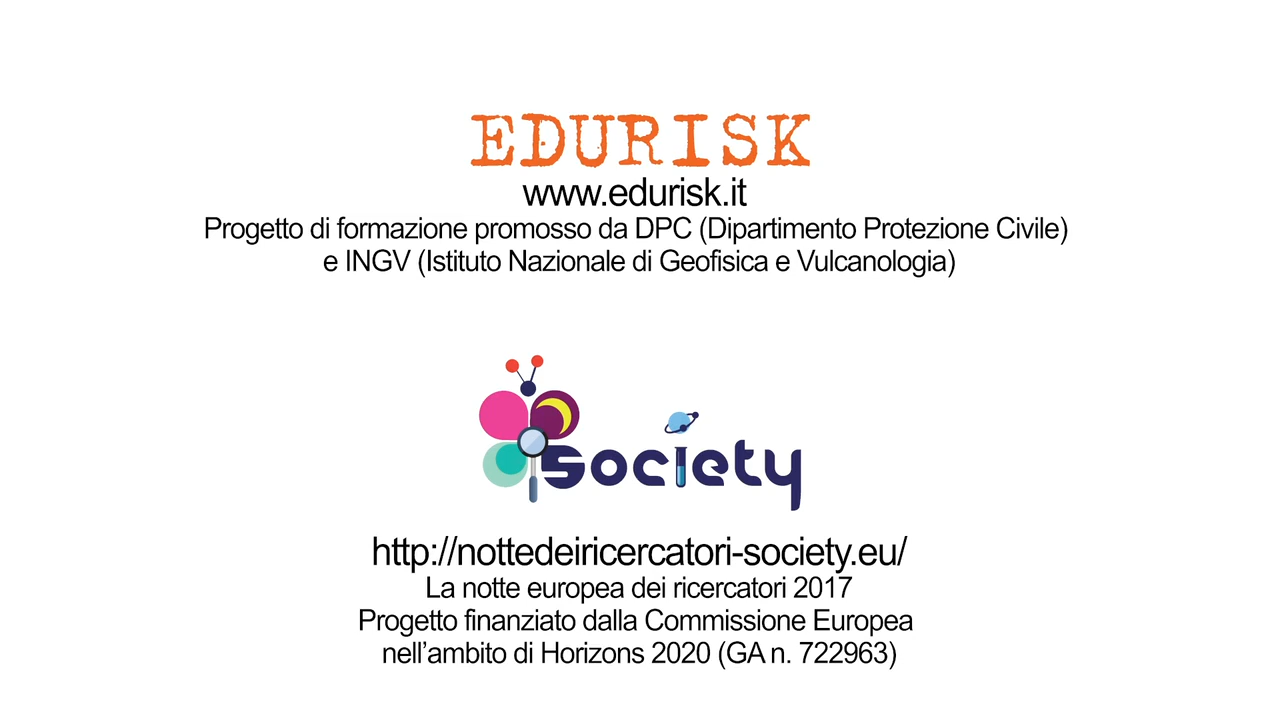 EDURISK
www.edurisk.it
Progetto di formazione promosso da DPC (Dipartimento Protezione Civile)
e INGV (Istituto Nazionale di Geofisica e Vulcanologia)
society
http://nottedeiricercatori-society.eu/
La notte europea dei ricercatori 2017
Progetto finanziato dalla Commissione Europea
nell’ambito di Horizons 2020 (GA n. 722963)